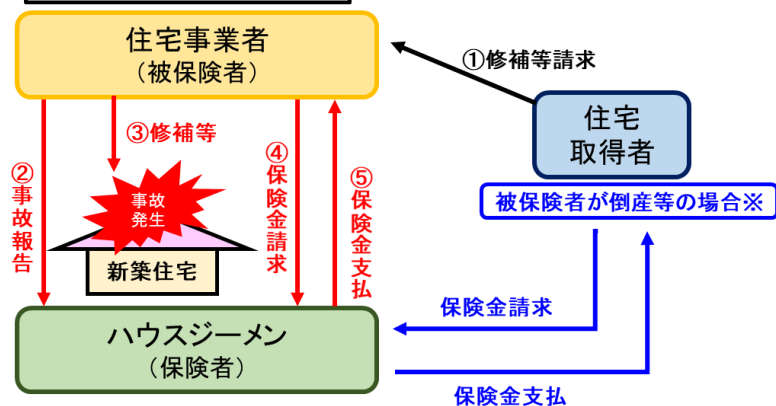 住宅事業者
（被保険者）
①修補等請求
住宅
取得者
③修補等
②事故報告
④保険金請求
⑤保険金支払
事故
発生
新築住宅
被保険者が倒産等の場合※
保険金請求
ハウスジーメン
（保険者）
保険金支払